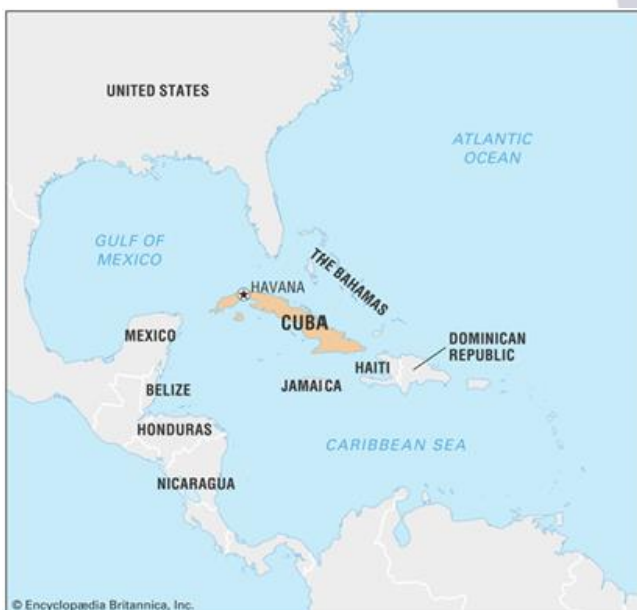 UNITED STATES
ATLANTIC
OCEAN
GULF OF
MEXICO
THE BAHAMAS
HAVANA
CUBA
MEXICO
DOMINICAN
REPUBLIC
HAITI
JAMAICA
BELIZE
HONDURAS
CARIBBEAN SEA
NICARAGUA
© Encyclopædia Britannica, Inc.